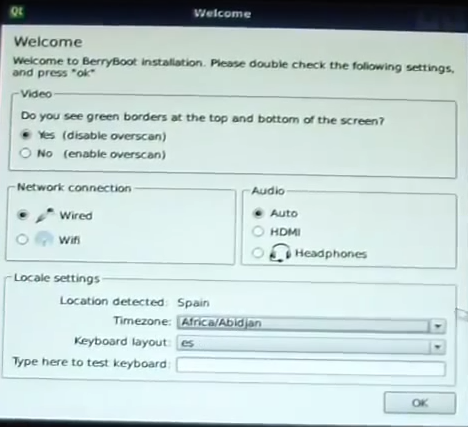 Qt
Welcome
Welcome
Welcome to BerryBoot installation. Please double check the following settings,
and press "ok"
Video
Do you see green borders at the top and bottom of the screen?
Yes (disable overscan)
No (enable overscan)
Network connection
Wired
Wifi
Audio
Auto
HDMI
Headphones
Locale settings
Location detected: Spain
Timezone: Africa/Abidjan
Keyboard layout: es
Type here to test keyboard:
OK